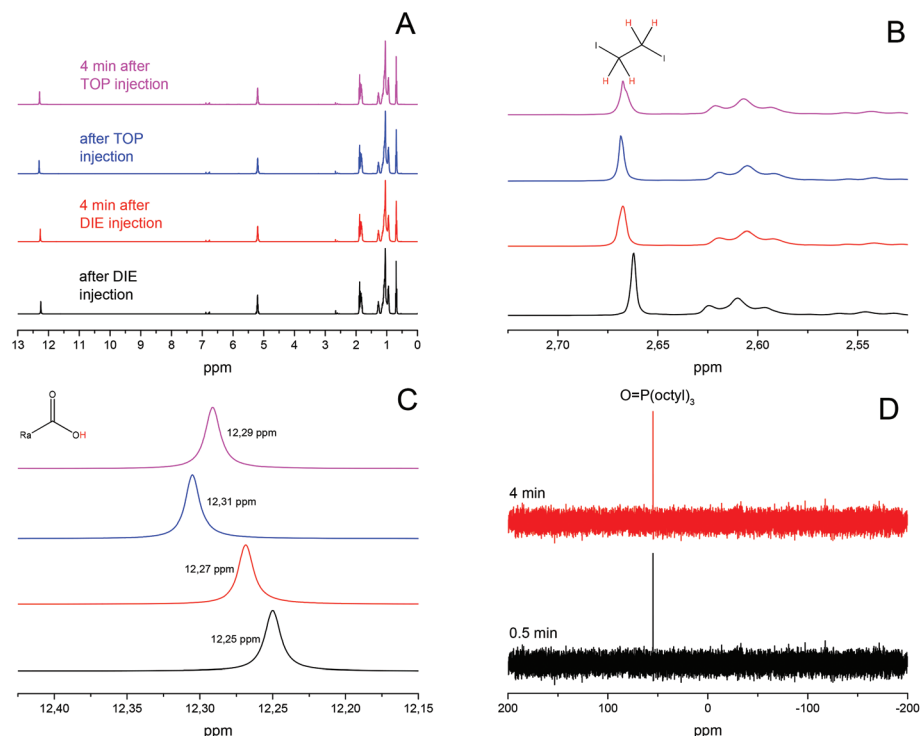 A
4 min after
TOP injection
after TOP
injection
4 min after
DIE injection
after DIE
injection
13 12 11 10 9 8 7 6 5 4 3 2 1 0
ppm
B
H H
I
I
H H
2,70 2,65 2,60 2,55
ppm
C
O
Ra OH
12,29 ppm
12,31 ppm
12,27 ppm
12,25 ppm
12,40 12,35 12,30 12,25 12,20 12,15
ppm
D
O=P(octyl)₃
4 min
0.5 min
200 100 0 -100 -200
ppm